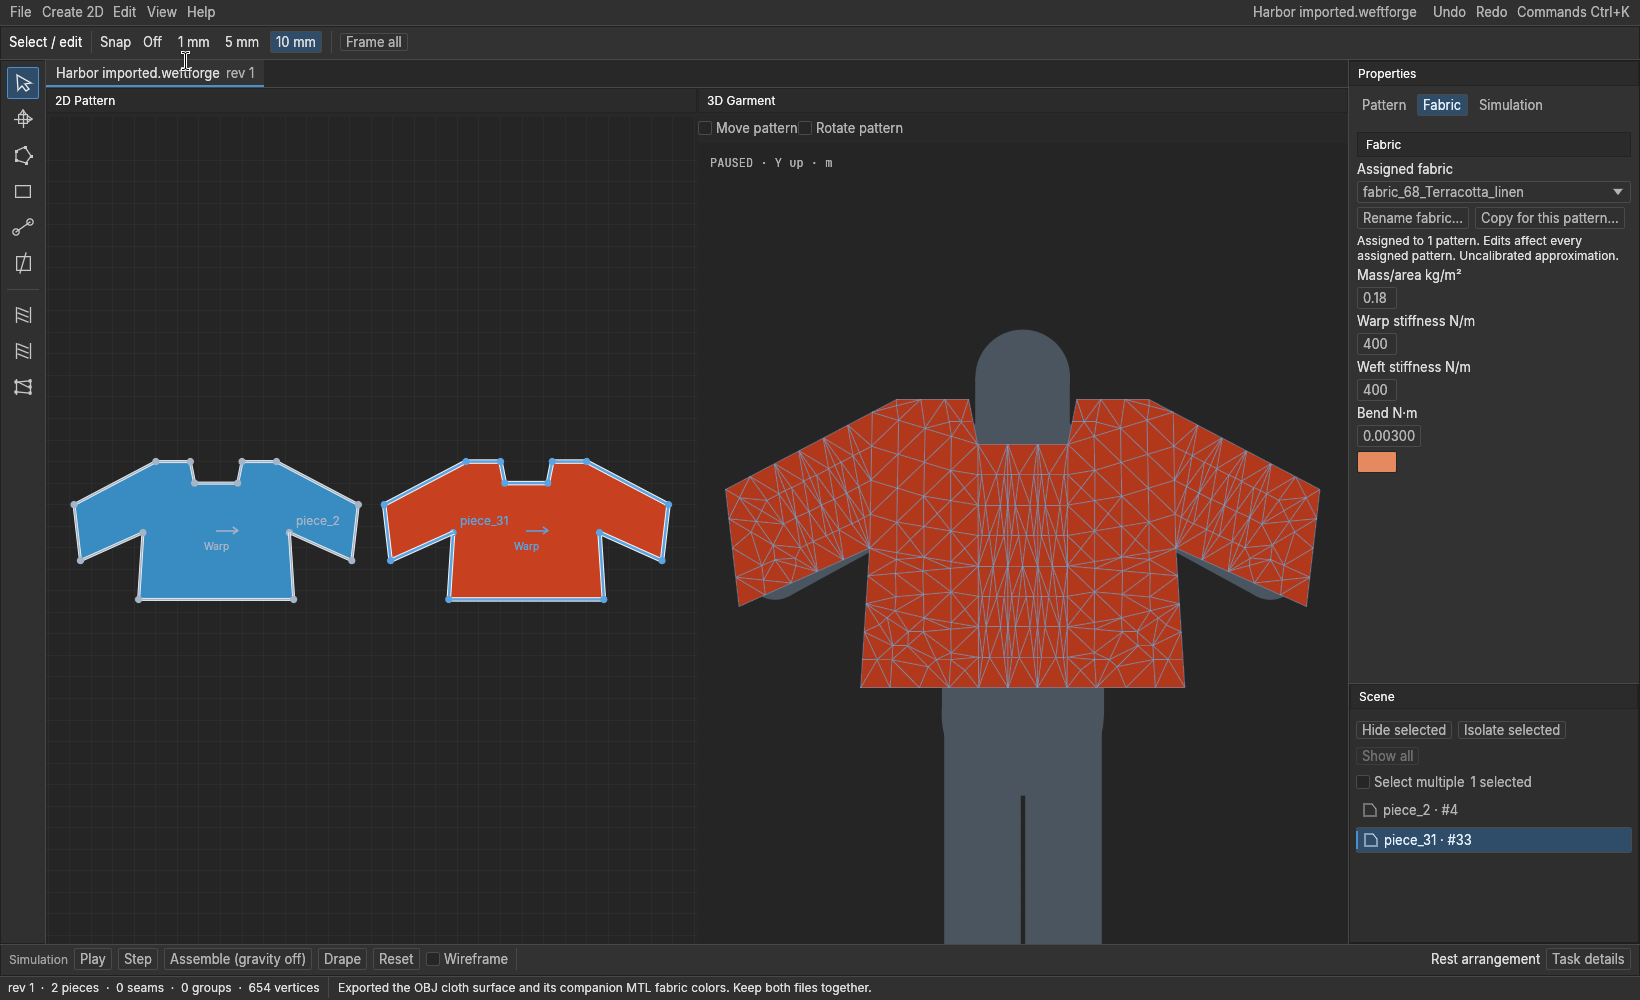 File Create 2D Edit View Help
Harbor imported.weftforge Undo Redo Commands Ctrl+K
Select / edit Snap Off 1 mm 5 mm 10 mm Frame all
Harbor imported.weftforge rev 1
2D Pattern
piece_2
Warp
piece_31
Warp
3D Garment
Move pattern Rotate pattern
PAUSED · Y up · m
Properties
Pattern Fabric Simulation
Fabric
Assigned fabric
fabric_68_Terracotta_linen
Rename fabric... Copy for this pattern...
Assigned to 1 pattern. Edits affect every
assigned pattern. Uncalibrated approximation.
Mass/area kg/m²
0.18
Warp stiffness N/m
400
Weft stiffness N/m
400
Bend N·m
0.00300
Scene
Hide selected Isolate selected
Show all
Select multiple 1 selected
piece_2 · #4
piece_31 · #33
Simulation Play Step Assemble (gravity off) Drape Reset Wireframe
Rest arrangement Task details
rev 1 · 2 pieces · 0 seams · 0 groups · 654 vertices
Exported the OBJ cloth surface and its companion MTL fabric colors. Keep both files together.